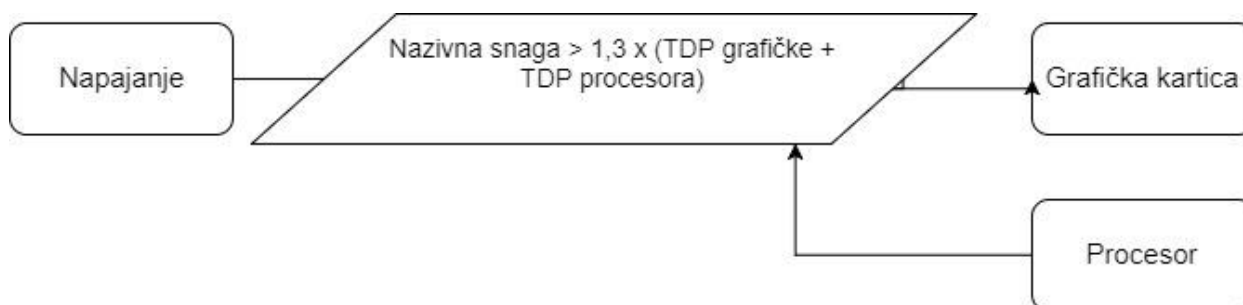 Napajanje
Nazivna snaga > 1,3 x (TDP grafičke +
TDP procesora)
Grafička kartica
Procesor